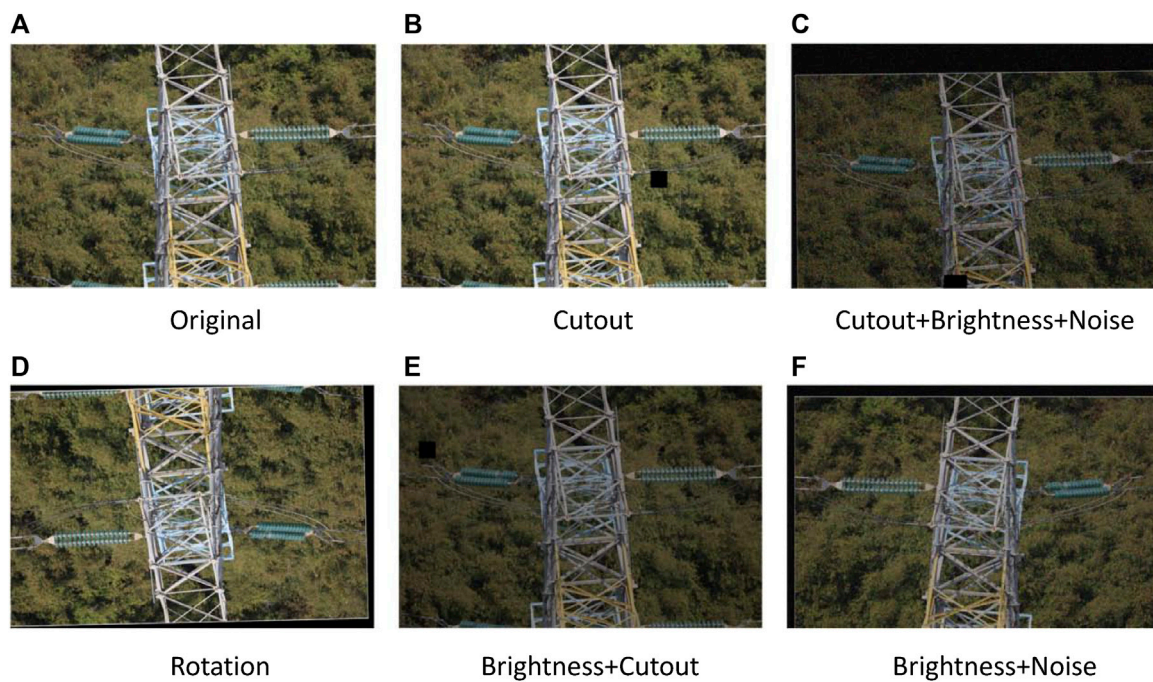 A
B
C
Original
Cutout
Cutout+Brightness+Noise
D
E
F
Rotation
Brightness+Cutout
Brightness+Noise